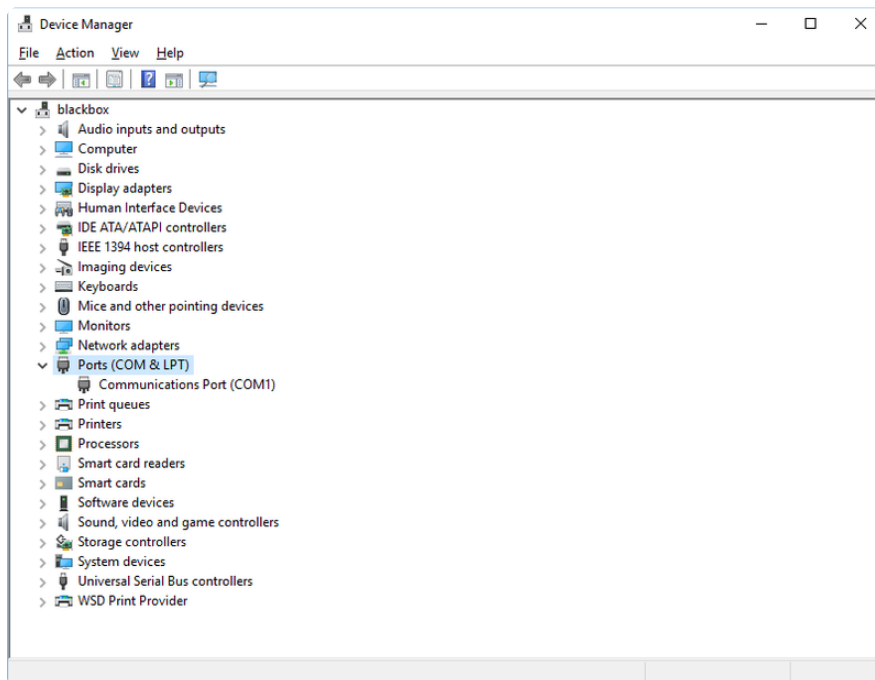 Device Manager
File Action View Help
blackbox
Audio inputs and outputs
Computer
Disk drives
Display adapters
Human Interface Devices
IDE ATA/ATAPI controllers
IEEE 1394 host controllers
Imaging devices
Keyboards
Mice and other pointing devices
Monitors
Network adapters
Ports (COM & LPT)
Communications Port (COM1)
Print queues
Printers
Processors
Smart card readers
Smart cards
Software devices
Sound, video and game controllers
Storage controllers
System devices
Universal Serial Bus controllers
WSD Print Provider